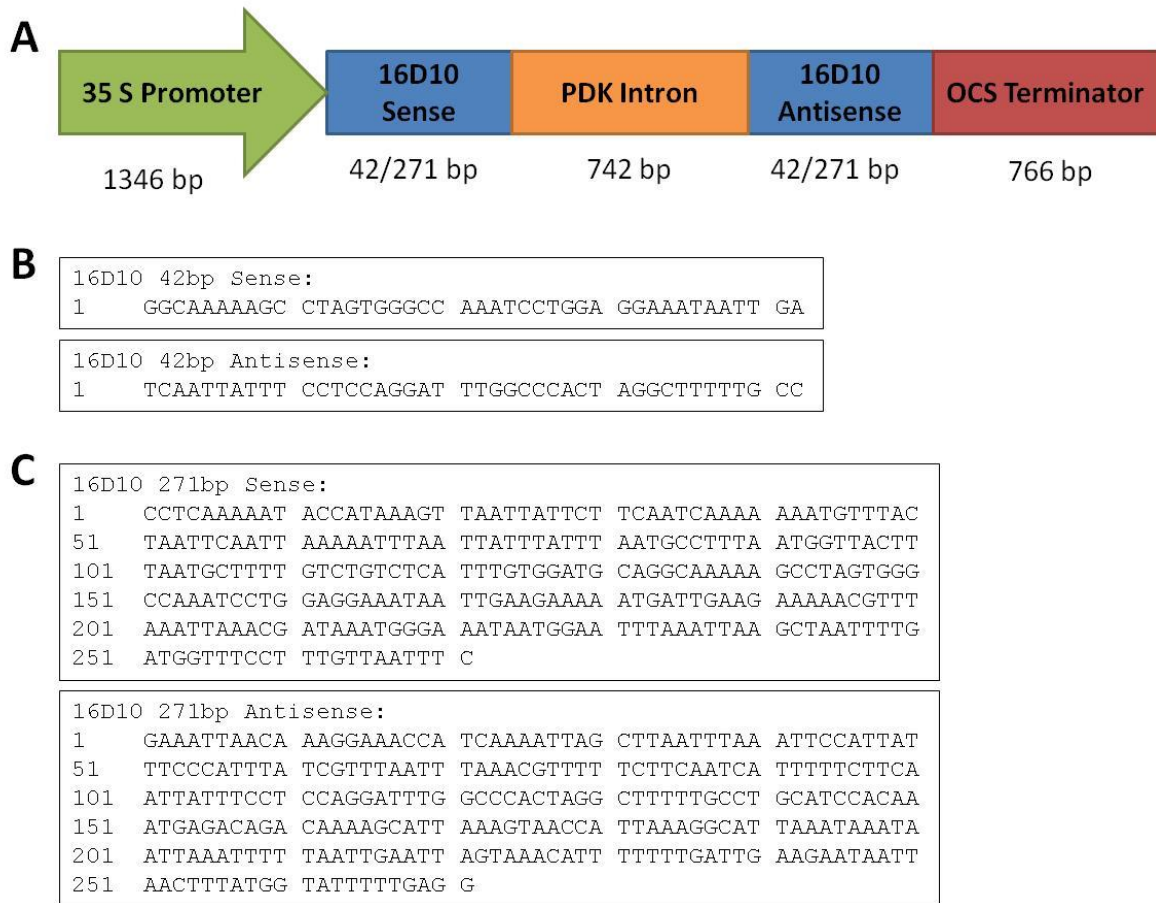 A
35 S Promoter
16D10 Sense
PDK Intron
16D10 Antisense
OCS Terminator
1346 bp
42/271 bp
742 bp
42/271 bp
766 bp
B
16D10 42bp Sense:
1 GGCAAAAAGC CTAGTGGGCC AAATCCTGGA GGAAATAATT GA
16D10 42bp Antisense:
1 TCAATTATTT CCTCCAGGAT TTGGCCCACT AGGCTTTTTG CC
C
16D10 271bp Sense:
1 CCTCAAAAAT ACCATAAAGT TAATTATTCT TCAATCAAAA AAATGTTTAC
51 TAATTCAATT AAAAATTTAA TTATTTATTT AATGCCTTTA ATGGTTACTT
101 TAATGCTTTT GTCTGTCTCA TTTGTGGATG CAGGCAAAAA GCCTAGTGGG
151 CCAAATCCTG GAGGAAATAA TTGAAGAAAA ATGATTGAAG AAAAACGTTT
201 AAATTAAACG ATAAATGGGA AATAATGGAA TTTAAATTAA GCTAATTTTG
251 ATGGTTTCCT TTGTTAATTT C
16D10 271bp Antisense:
1 GAAATTAACA AAGGAAACCA TCAAAATTAG CTTAATTTAA ATTCCATTAT
51 TTCCCATTTA TCGTTTAATT TAAACGTTTT TCTTCAATCA TTTTTCTTCA
101 ATTATTTCCT CCAGGATTTG GCCCACTAGG CTTTTTGCCT GCATCCACAA
151 ATGAGACAGA CAAAAGCATT AAAGTAACCA TTAAAGGCAT TAAATAAATA
201 ATTAAATTTT TAATTGAATT AGTAAACATT TTTTTGATTG AAGAATAATT
251 AACTTTATGG TATTTTTGAG G